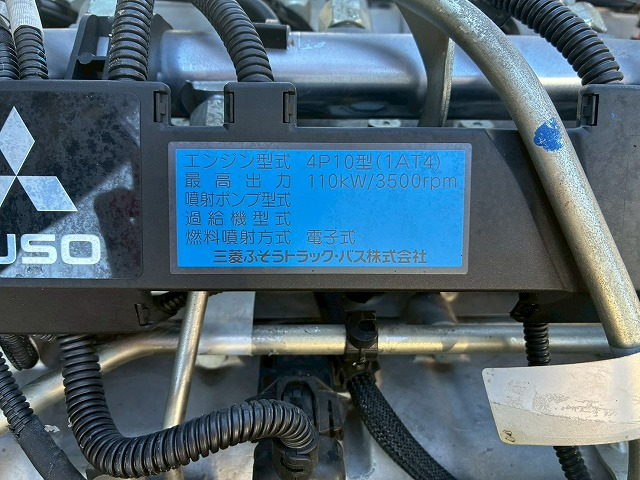 エンジン型式 4P10型(1AT4)
最高出力 110kW/3500rpm
噴射ポンプ型式
過給機型式
燃料噴射方式 電子式
三菱ふそうトラック・バス株式会社
USO